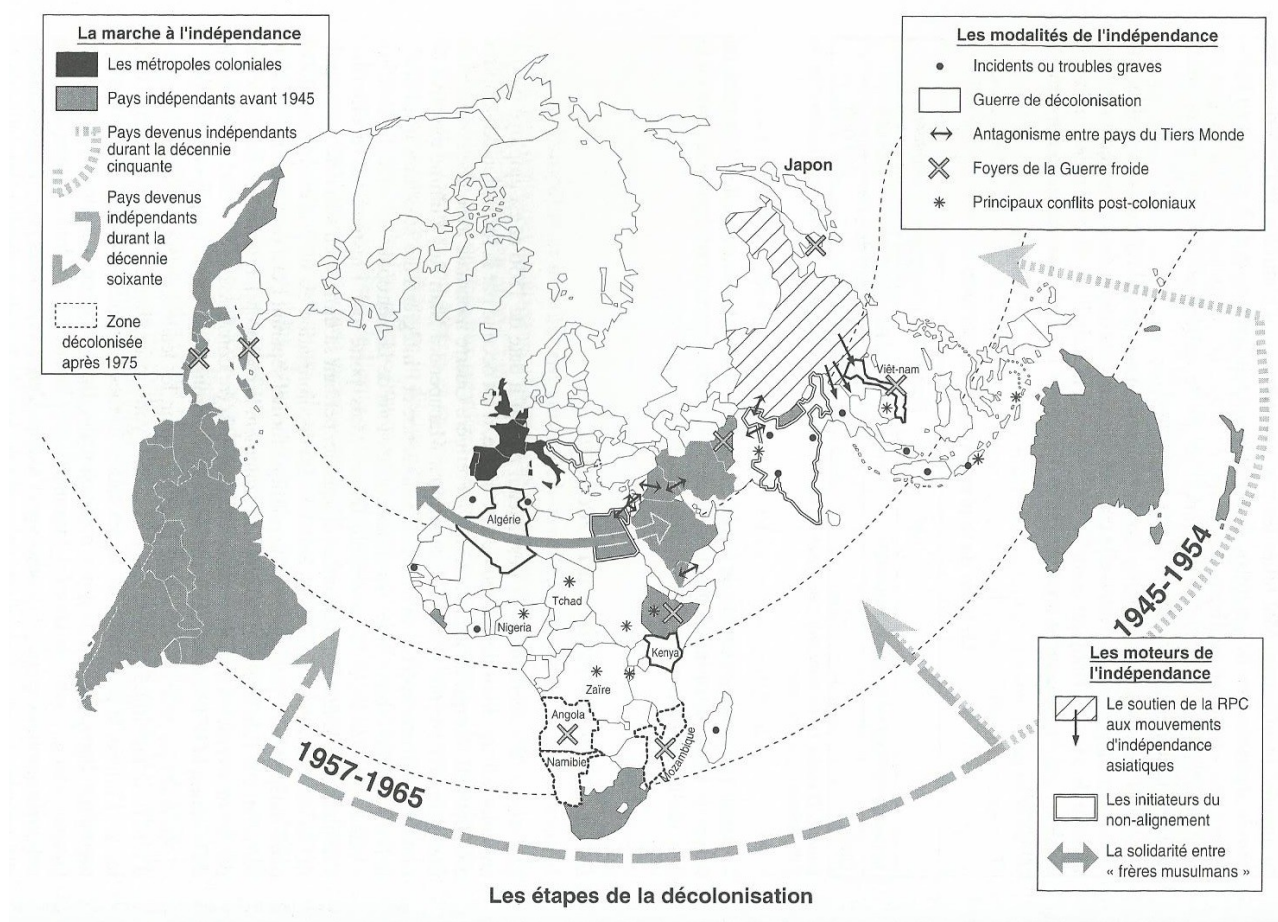 La marche à l'indépendance
Les métropoles coloniales
Pays indépendants avant 1945
Pays devenus indépendants
durant la décennie
cinquante
Pays devenus
indépendants
durant la
décennie
soixante
Zone
décolonisée
après 1975
Les modalités de l'indépendance
Incidents ou troubles graves
Guerre de décolonisation
Antagonisme entre pays du Tiers Monde
Foyers de la Guerre froide
Principaux conflits post-coloniaux
Japon
Viêt-nam
Algérie
Tchad
Nigeria
Kenya
Zaïre
Angola
Namibie
Mozambique
1945-1954
1957-1965
Les moteurs de
l'indépendance
Le soutien de la RPC
aux mouvements
d'indépendance
asiatiques
Les initiateurs du
non-alignement
La solidarité entre
« frères musulmans »
Les étapes de la décolonisation